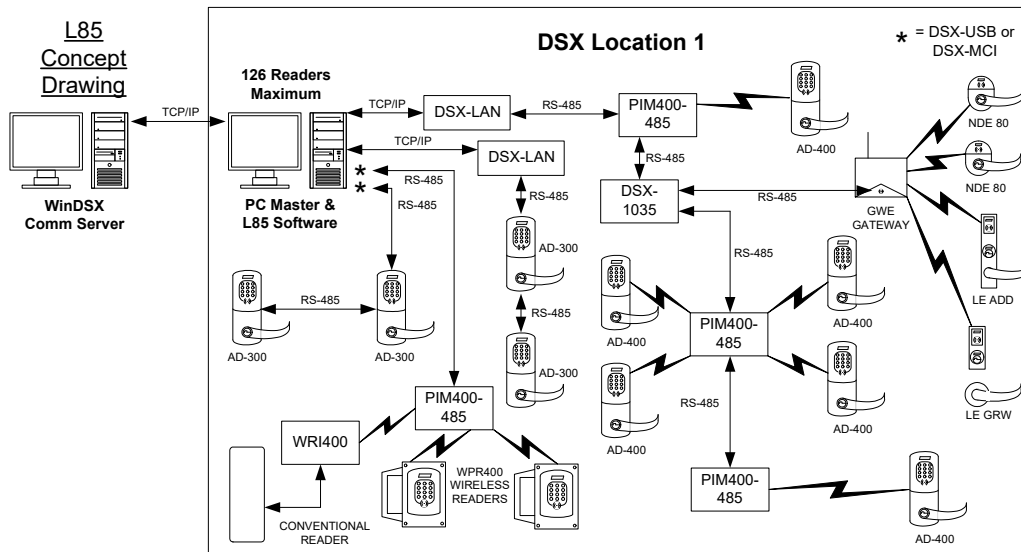 L85
Concept
Drawing
DSX Location 1
* = DSX-USB or
DSX-MCI
126 Readers
Maximum
TCP/IP
TCP/IP
DSX-LAN
RS-485
PIM400-
485
AD-400
NDE 80
TCP/IP
DSX-LAN
RS-485
NDE 80
*
*
RS-485
WinDSX
Comm Server
PC Master &
L85 Software
RS-485
RS-485
DSX-
1035
RS-485
GWE
GATEWAY
AD-300
RS-485
LE ADD
RS-485
AD-300
AD-300
RS-485
AD-300
AD-400
AD-400
PIM400-
485
AD-400
AD-400
LE GRW
PIM400-
485
RS-485
WRI400
WPR400
WIRELESS
READERS
PIM400-
485
CONVENTIONAL
READER
AD-400